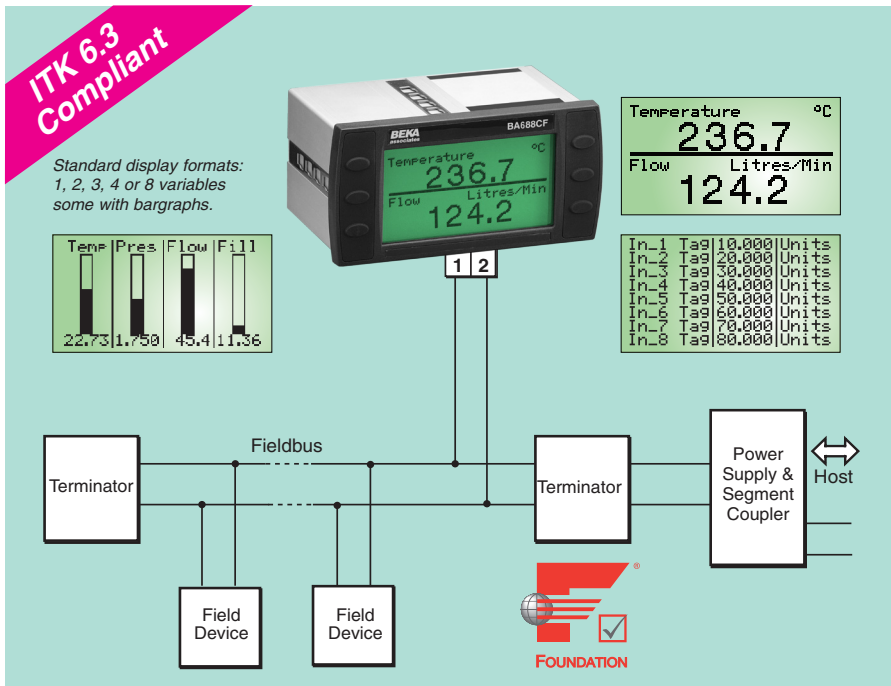 ITK 6.3
Compliant
Standard display formats:
1, 2, 3, 4 or 8 variables
some with bargraphs.
BEKA
associates
BA688CF
Temperature ºC
236.7
Flow Litres/Min
124.2
Temperature ºC
236.7
Flow Litres/Min
124.2
Temp|Pres|Flow|Fill
22.73|1.750|45.4|11.36
In_1 Tag|10.000|Units
In_2 Tag|20.000|Units
In_3 Tag|30.000|Units
In_4 Tag|40.000|Units
In_5 Tag|50.000|Units
In_6 Tag|60.000|Units
In_7 Tag|70.000|Units
In_8 Tag|80.000|Units
1 2
Fieldbus
Terminator
Terminator
Power
Supply &
Segment
Coupler
Host
Field
Device
Field
Device
®
FOUNDATION